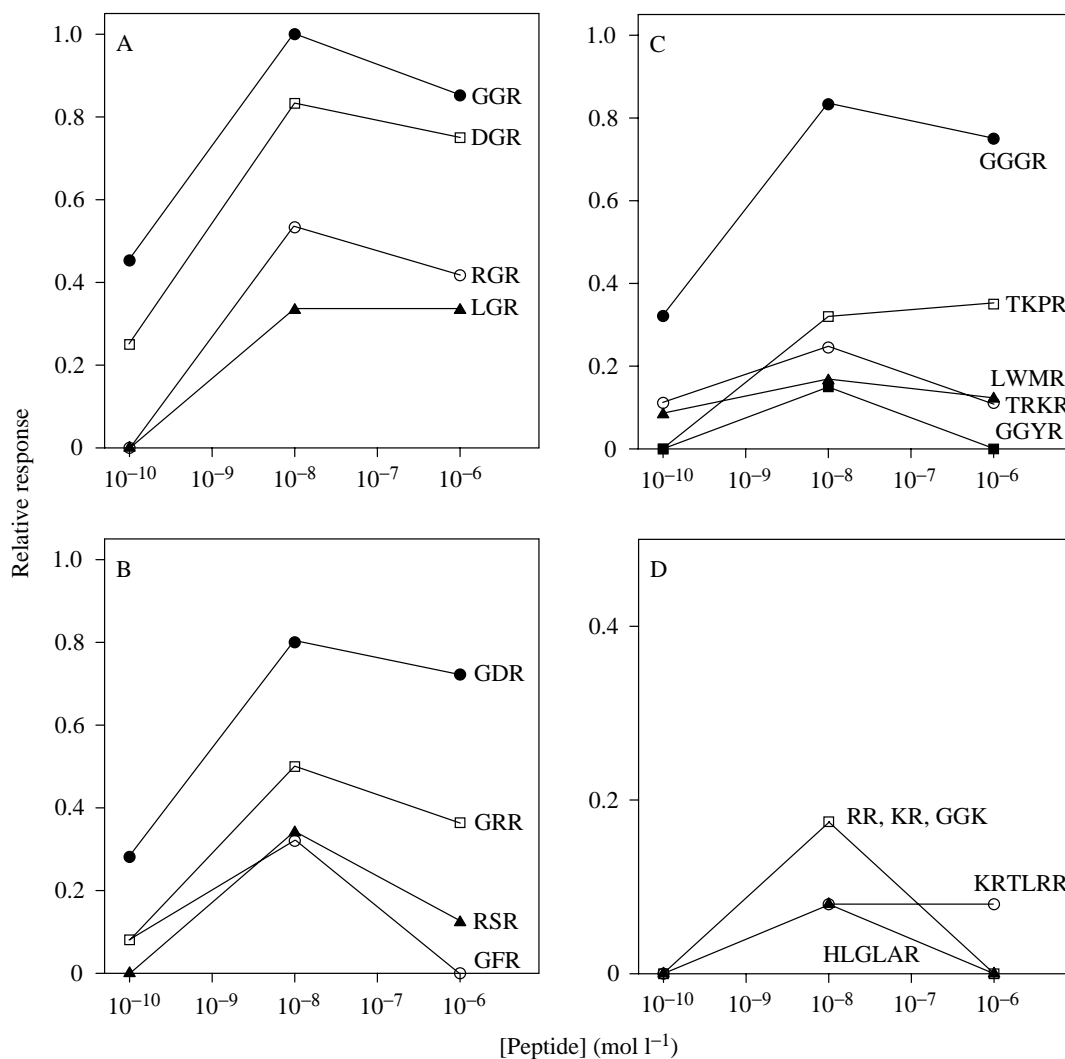 Relative response
A
1.0
0.8
0.6
0.4
0.2
0
GGR
DGR
RGR
LGR
10⁻¹⁰ 10⁻⁹ 10⁻⁸ 10⁻⁷ 10⁻⁶
C
1.0
0.8
0.6
0.4
0.2
0
GGGR
TKPR
LWMR
TRKR
GGYR
10⁻¹⁰ 10⁻⁹ 10⁻⁸ 10⁻⁷ 10⁻⁶
B
1.0
0.8
0.6
0.4
0.2
0
GDR
GRR
RSR
GFR
10⁻¹⁰ 10⁻⁹ 10⁻⁸ 10⁻⁷ 10⁻⁶
D
0.4
0.2
0
RR, KR, GGK
KRTLRR
HLGLAR
10⁻¹⁰ 10⁻⁹ 10⁻⁸ 10⁻⁷ 10⁻⁶
[Peptide] (mol l⁻¹)